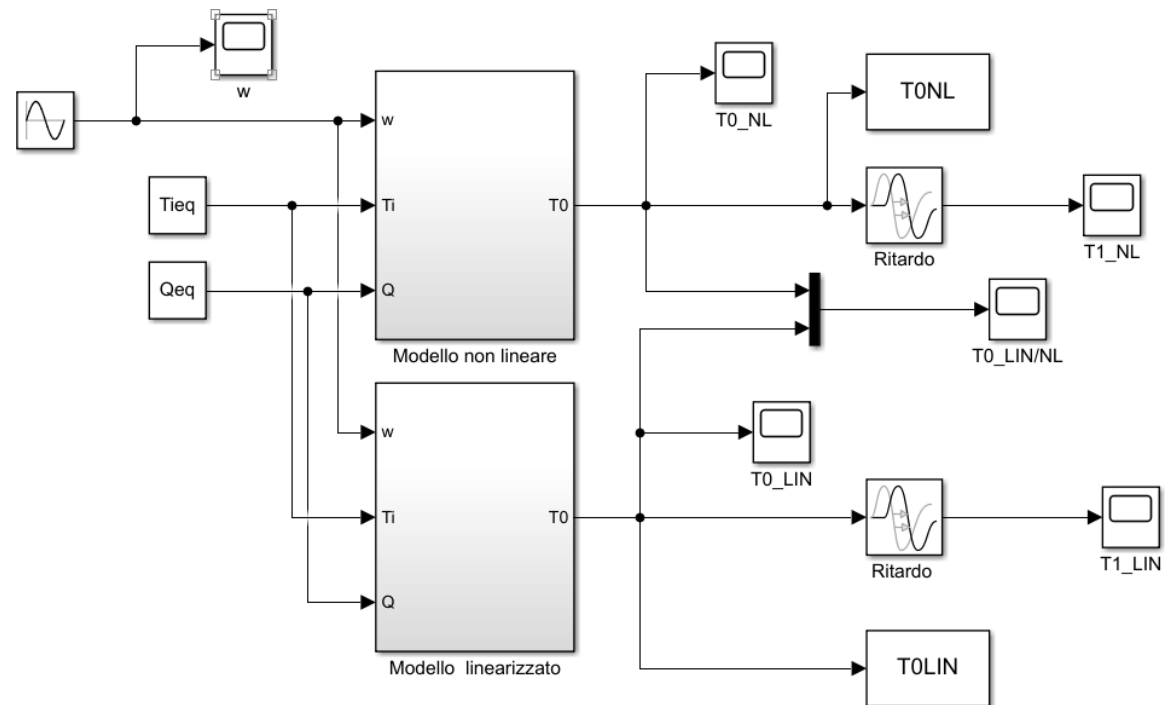 w
T0_NL
T0NL
w
Tieq
Ti
T0
Ritardo
T1_NL
Qeq
Q
Modello non lineare
T0_LIN/NL
w
T0_LIN
Ti
T0
Ritardo
T1_LIN
Q
Modello  linearizzato
T0LIN